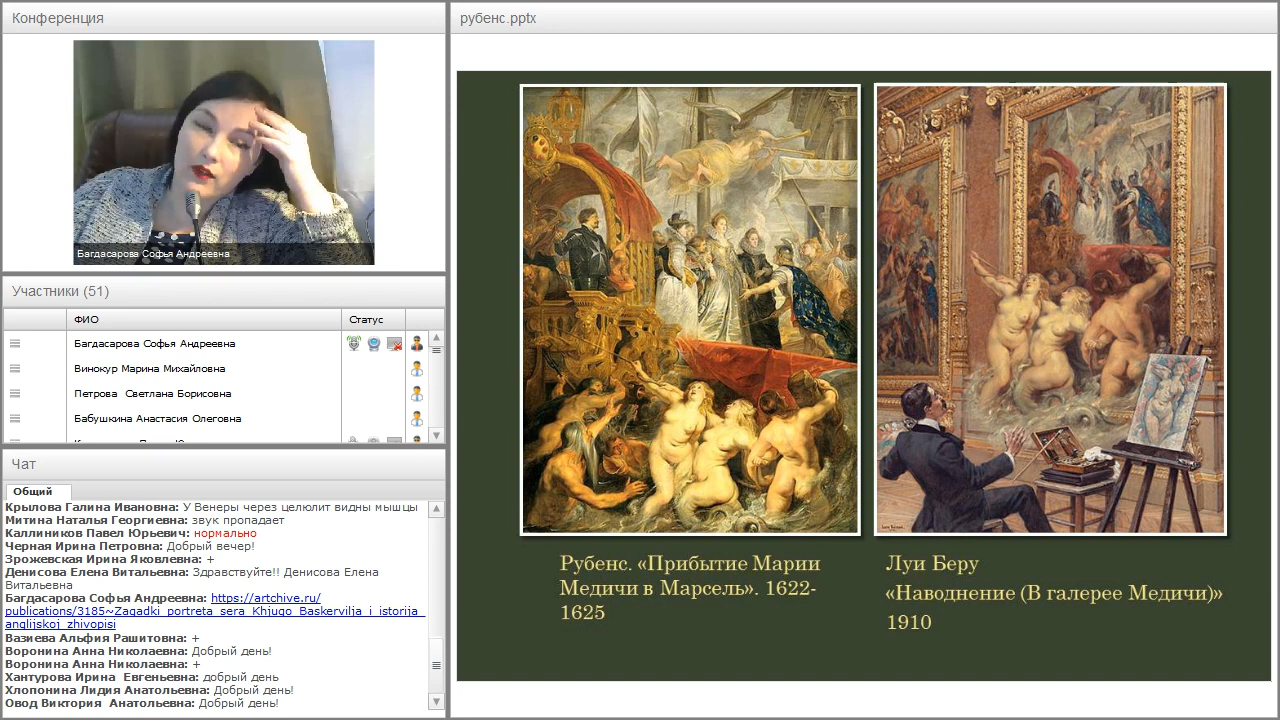 Конференция
Багдасарова Софья Андреевна
Участники (51)
ФИО
Статус
Багдасарова Софья Андреевна
Винокур Марина Михайловна
Петрова Светлана Борисовна
Бабушкина Анастасия Олеговна
Чат
Общий
Крылова Галина Ивановна: У Венеры через целюлит видны мышцы
Митина Наталья Георгиевна: звук пропадает
Каллиников Павел Юрьевич: нормально
Черная Ирина Петровна: Добрый вечер!
Зрожевская Ирина Яковлевна: +
Денисова Елена Витальевна: Здравствуйте!! Денисова Елена
Витальевна
Багдасарова Софья Андреевна: https://artchive.ru/
publications/3185~Zagadki_portreta_sera_Khjugo_Baskervilja_i_istorija_
anglijskoj_zhivopisi
Вазиева Альфия Рашитовна: +
Воронина Анна Николаевна: Добрый день!
Воронина Анна Николаевна: +
Хантурова Ирина Евгеньевна: добрый день
Хлопонина Лидия Анатольевна: Добрый день!
Овод Виктория Анатольевна: Добрый день!
рубенс.pptx
Рубенс. «Прибытие Марии
Медичи в Марсель». 1622-
1625
Луи Беру
«Наводнение (В галерее Медичи)»
1910